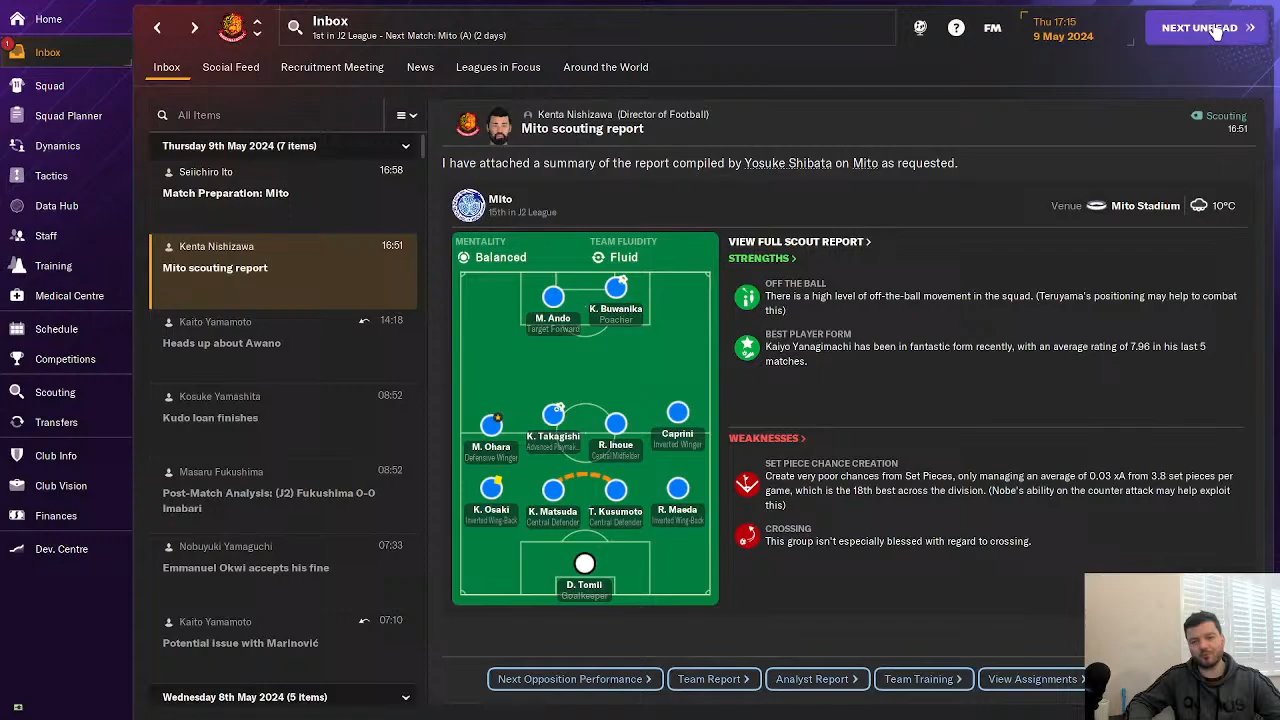 Home
Inbox
1st in J2 League - Next Match: Mito (A) (2 days)
FM
Thu 17:15
9 May 2024
NEXT UNREAD
1
Inbox
Inbox
Social Feed
Recruitment Meeting
News
Leagues in Focus
Around the World
Squad
Squad Planner
Dynamics
Tactics
Data Hub
Staff
Training
Medical Centre
Schedule
Competitions
Scouting
Transfers
Club Info
Club Vision
Finances
Dev. Centre
All Items
Thursday 9th May 2024 (7 items)
Seiichiro Ito
16:58
Match Preparation: Mito
Kenta Nishizawa
16:51
Mito scouting report
Kaito Yamamoto
14:18
Heads up about Awano
Kosuke Yamashita
08:52
Kudo loan finishes
Masaru Fukushima
08:52
Post-Match Analysis: (J2) Fukushima 0-0
Imabari
Nobuyuki Yamaguchi
07:33
Emmanuel Okwi accepts his fine
Kaito Yamamoto
07:10
Potential issue with Marinović
Wednesday 8th May 2024 (5 items)
Kenta Nishizawa (Director of Football)
Mito scouting report
Scouting
16:51
I have attached a summary of the report compiled by Yosuke Shibata on Mito as requested.
Mito
15th in J2 League
Venue
Mito Stadium
10°C
MENTALITY
Balanced
TEAM FLUIDITY
Fluid
M. Ando
Target Forward
K. Buwanika
Poacher
M. Ohara
Defensive Winger
K. Takagishi
Advanced Playmak...
R. Inoue
Central Midfielder
Caprini
Inverted Winger
K. Osaki
Inverted Wing-Back
K. Matsuda
Central Defender
T. Kusumoto
Central Defender
R. Maeda
Inverted Wing-Back
D. Tomii
Goalkeeper
VIEW FULL SCOUT REPORT
STRENGTHS
OFF THE BALL
There is a high level of off-the-ball movement in the squad. (Teruyama's positioning may help to combat
this)
BEST PLAYER FORM
Kaiyo Yanagimachi has been in fantastic form recently, with an average rating of 7.96 in his last 5
matches.
WEAKNESSES
SET PIECE CHANCE CREATION
Create very poor chances from Set Pieces, only managing an average of 0.03 xA from 3.8 set pieces per
game, which is the 18th best across the division. (Nobe's ability on the counter attack may help exploit
this)
CROSSING
This group isn't especially blessed with regard to crossing.
Next Opposition Performance
Team Report
Analyst Report
Team Training
View Assignments